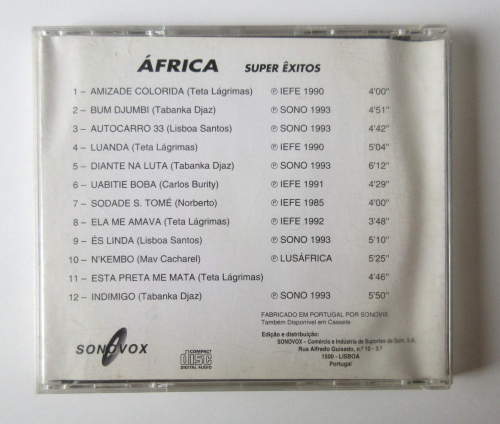 ÁFRICA SUPER ÊXITOS
1 – AMIZADE COLORIDA (Teta Lágrimas) ℗ IEFE 1990 4'00"
2 – BUM DJUMBI (Tabanka Djaz) ℗ SONO 1993 4'51"
3 – AUTOCARRO 33 (Lisboa Santos) ℗ SONO 1993 4'42"
4 – LUANDA (Teta Lágrimas) ℗ IEFE 1990 5'04"
5 – DIANTE NA LUTA (Tabanka Djaz) ℗ SONO 1993 6'12"
6 – UABITIE BOBA (Carlos Burity) ℗ IEFE 1991 4'29"
7 – SODADE S. TOMÉ (Norberto) ℗ IEFE 1985 4'00"
8 – ELA ME AMAVA (Teta Lágrimas) ℗ IEFE 1992 3'48"
9 – ÉS LINDA (Lisboa Santos) ℗ SONO 1993 5'10"
10 – N'KEMBO (Mav Cacharel) ℗ LUSÁFRICA 5'25"
11 – ESTA PRETA ME MATA (Teta Lágrimas) 4'46"
12 – INDIMIGO (Tabanka Djaz) ℗ SONO 1993 5'50"
FABRICADO EM PORTUGAL POR SONOVIS
Também Disponível em Cassete
Edição e distribuição:
SONOVOX – Comércio e Indústria de Suportes de Som, S.A.
Rua Alfredo Guisado, n.º 10 - 3.ª
1500 - LISBOA
Portugal
SONOVOX
COMPACT
disc
DIGITAL AUDIO